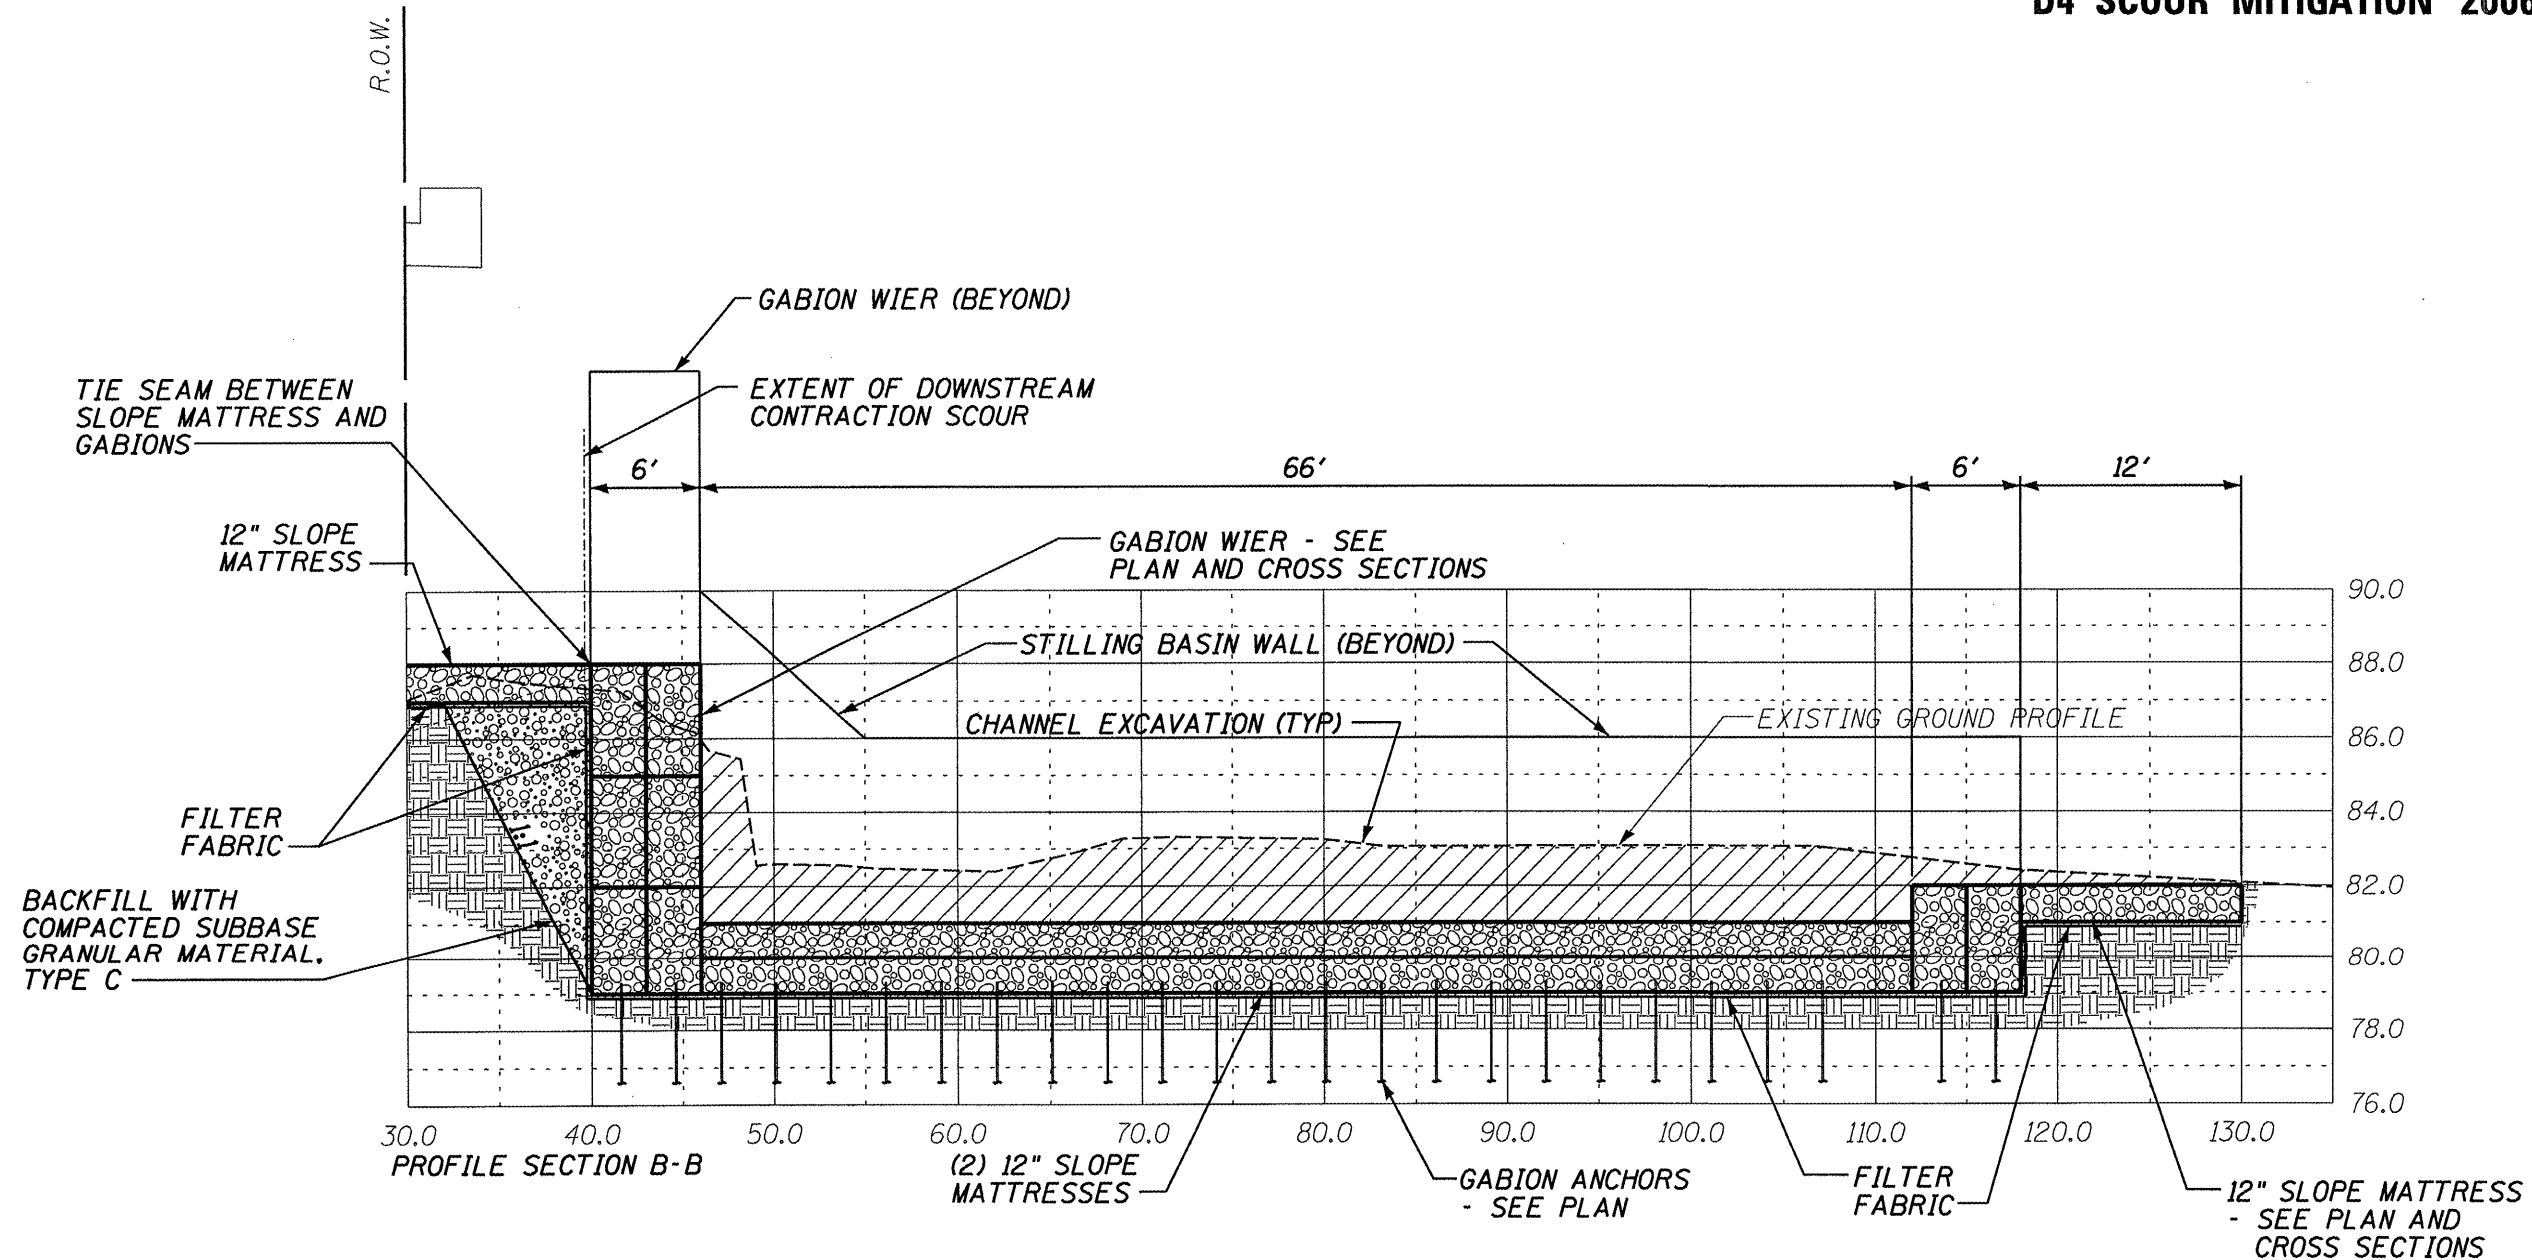 D4 SCOUR MITIGATION 2006
R.O.W.
GABION WIER (BEYOND)
TIE SEAM BETWEEN
SLOPE MATTRESS AND
GABIONS
EXTENT OF DOWNSTREAM
CONTRACTION SCOUR
6'
66'
6'
12'
12" SLOPE
MATTRESS
GABION WIER - SEE
PLAN AND CROSS SECTIONS
90.0
STILLING BASIN WALL (BEYOND)
88.0
CHANNEL EXCAVATION (TYP)
EXISTING GROUND PROFILE
86.0
FILTER
FABRIC
84.0
82.0
BACKFILL WITH
COMPACTED SUBBASE
GRANULAR MATERIAL,
TYPE C
80.0
78.0
76.0
30.0
40.0
50.0
60.0
70.0
80.0
90.0
100.0
110.0
120.0
130.0
PROFILE SECTION B-B
(2) 12" SLOPE
MATTRESSES
GABION ANCHORS
- SEE PLAN
FILTER
FABRIC
12" SLOPE MATTRESS
- SEE PLAN AND
CROSS SECTIONS